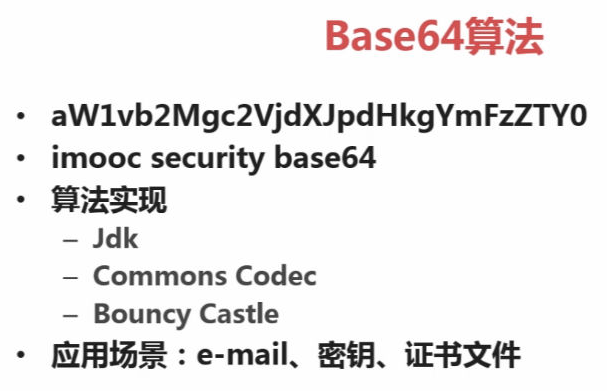 Base64算法
• aW1vb2Mgc2VjdXJpdHkgYmFzZTY0
• imooc security base64
• 算法实现
– Jdk
– Commons Codec
– Bouncy Castle
• 应用场景：e-mail、密钥、证书文件